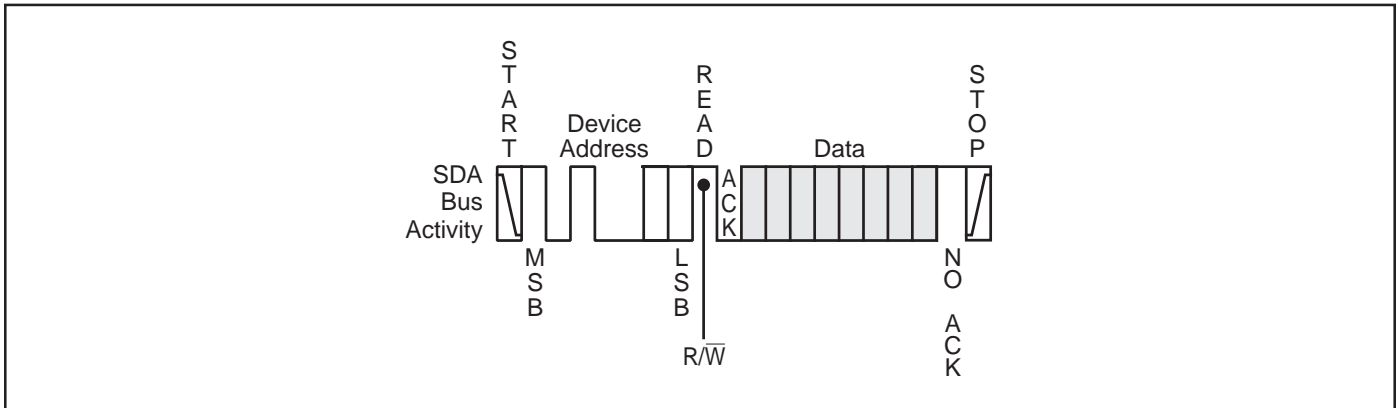 START
Device
Address
READ
Data
STOP
SDA
Bus
Activity
ACK
MSB
LSB
R/W̅
NO ACK